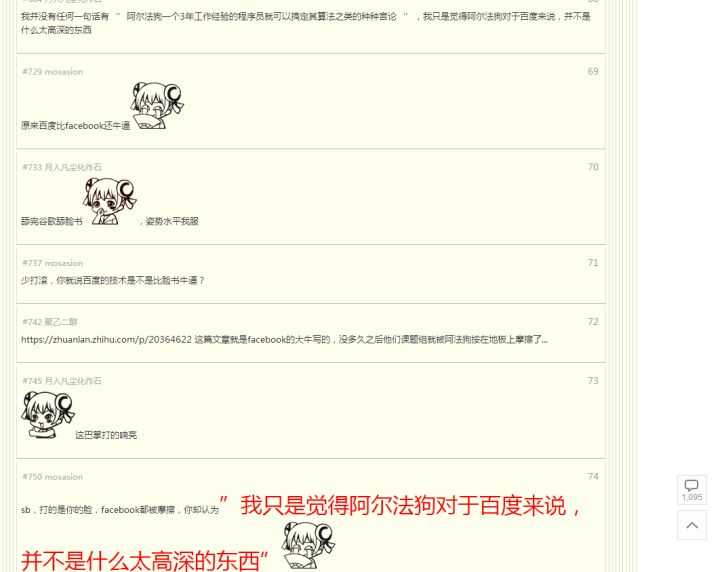 我并没有任何一句话有 ” 阿尔法狗一个3年工作经验的程序员就可以搞定其算法之类的种种言论 “ ，我只是觉得阿尔法狗对于百度来说，并不是
什么太高深的东西
#729 mosasion 69
原来百度比facebook还牛逼
#733 月入凡尘化作石 70
舔完谷歌舔脸书 ，姿势水平我服
#737 mosasion 71
少打滚，你就说百度的技术是不是比脸书牛逼？
#742 聚乙二醇 72
https://zhuanlan.zhihu.com/p/20364622 这篇文章就是facebook的大牛写的，没多久之后他们课题组就被阿法狗按在地板上摩擦了...
#745 月入凡尘化作石 73
这巴掌打的响亮
#750 mosasion 74
sb，打的是你的脸，facebook都被摩擦，你却认为”我只是觉得阿尔法狗对于百度来说，
并不是什么太高深的东西”
1,095